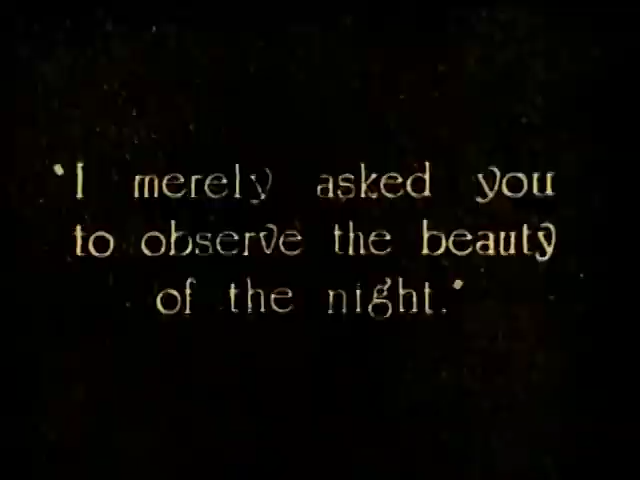 "I merely asked you
to observe the beauty
of the night."